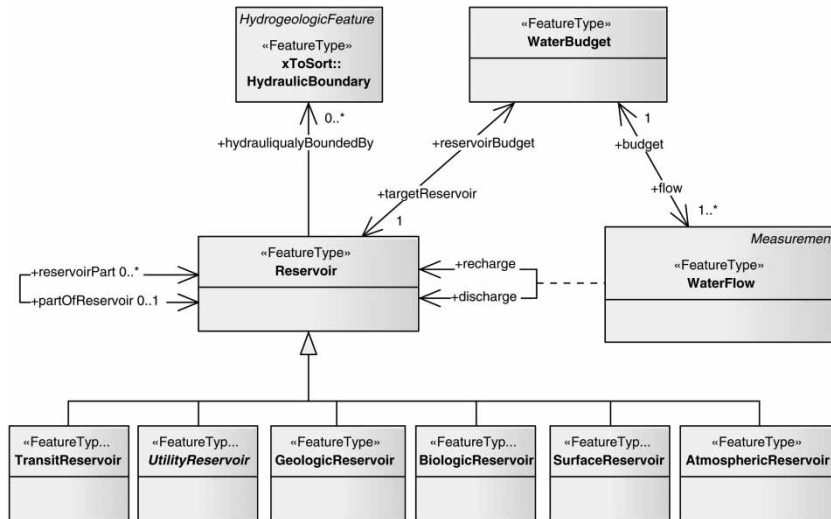 HydrogeologicFeature
«FeatureType»
xToSort::
HydraulicBoundary
«FeatureType»
WaterBudget
0..*
+hydrauliqualyBoundedBy
1
+reservoirBudget
+budget
+targetReservoir
+flow
1
1..*
«FeatureType»
Reservoir
Measurement
«FeatureType»
WaterFlow
+reservoirPart 0..*
+partOfReservoir 0..1
+recharge
+discharge
«FeatureTyp...
TransitReservoir
«FeatureTyp...
UtilityReservoir
«FeatureType»
GeologicReservoir
«FeatureTyp...
BiologicReservoir
«FeatureTyp...
SurfaceReservoir
«FeatureType»
AtmosphericReservoir